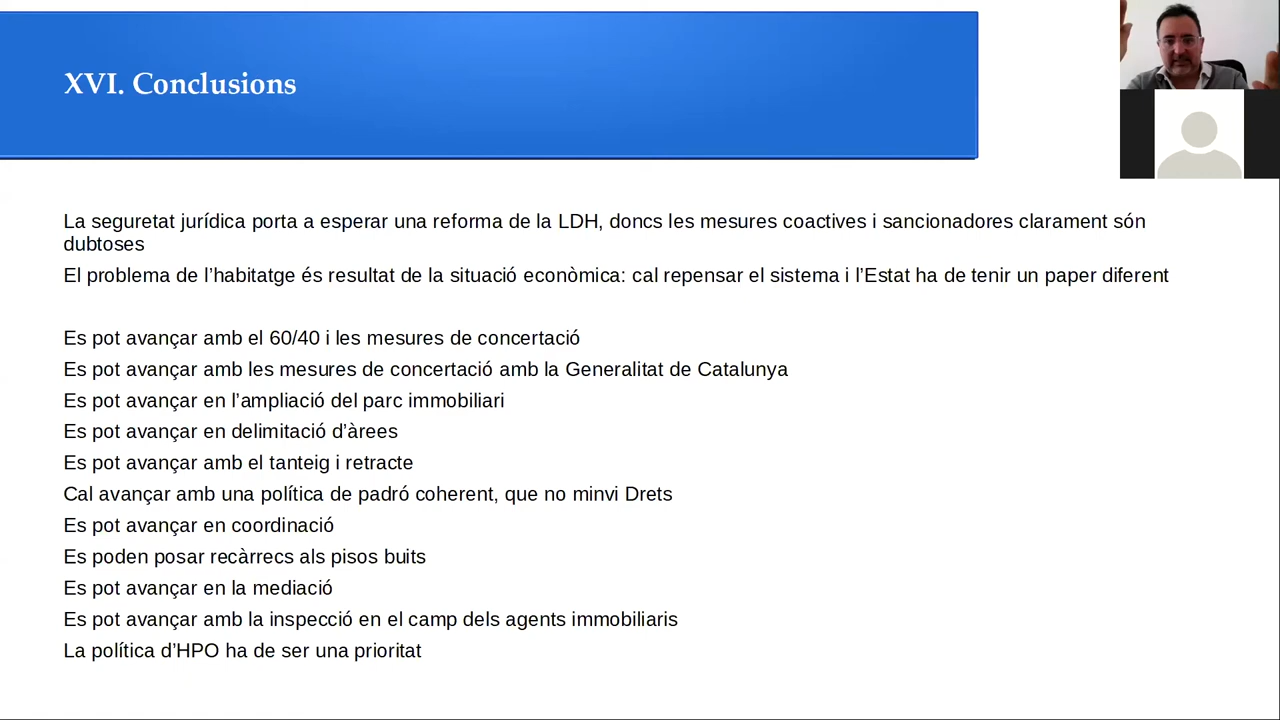 XVI. Conclusions
La seguretat jurídica porta a esperar una reforma de la LDH, doncs les mesures coactives i sancionadores clarament són
dubtoses
El problema de l’habitatge és resultat de la situació econòmica: cal repensar el sistema i l’Estat ha de tenir un paper diferent
Es pot avançar amb el 60/40 i les mesures de concertació
Es pot avançar amb les mesures de concertació amb la Generalitat de Catalunya
Es pot avançar en l’ampliació del parc immobiliari
Es pot avançar en delimitació d’àrees
Es pot avançar amb el tanteig i retracte
Cal avançar amb una política de padró coherent, que no minvi Drets
Es pot avançar en coordinació
Es poden posar recàrrecs als pisos buits
Es pot avançar en la mediació
Es pot avançar amb la inspecció en el camp dels agents immobiliaris
La política d’HPO ha de ser una prioritat